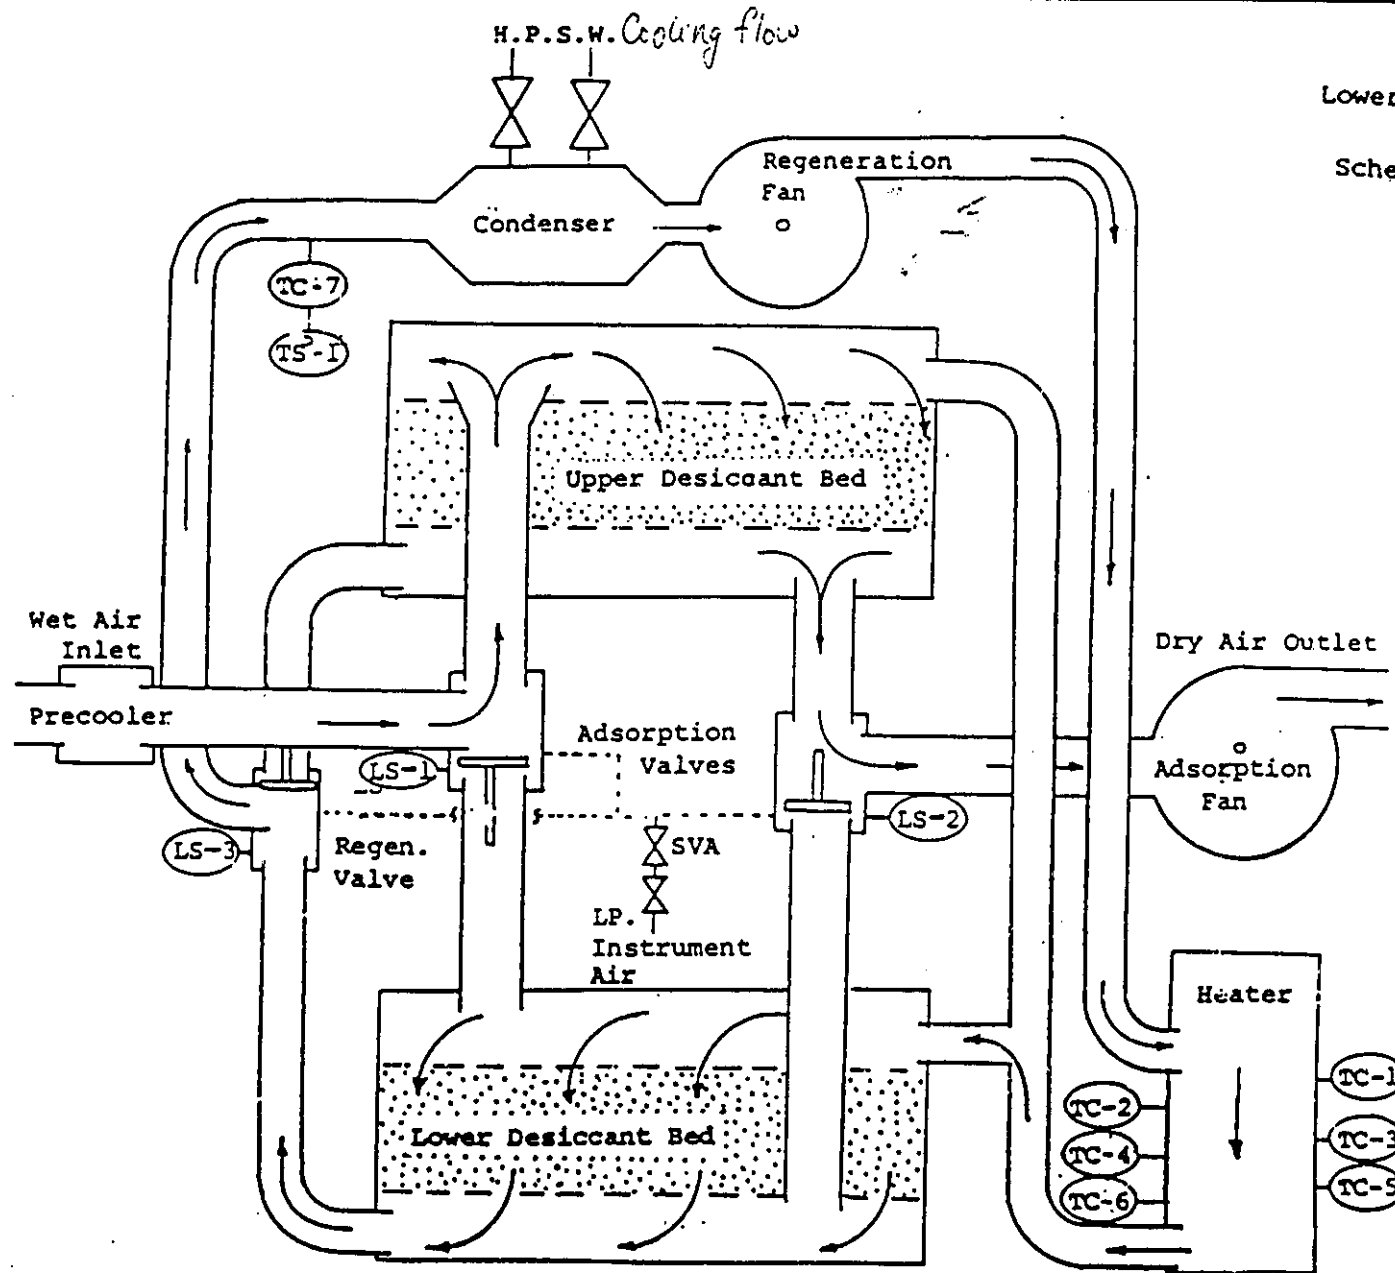 H.P.S.W. Cooling flow
Lower
Sche
Regeneration
Fan
Condenser
TC-7
TS-1
Upper Desiccant Bed
Wet Air
Inlet
Dry Air Outlet
Precooler
Adsorption
Valves
LS-1
Adsorption
Fan
LS-2
LS-3
Regen.
Valve
SVA
LP.
Instrument
Air
Heater
TC-1
TC-2
TC-3
Lower Desiccant Bed
TC-4
TC-5
TC-6